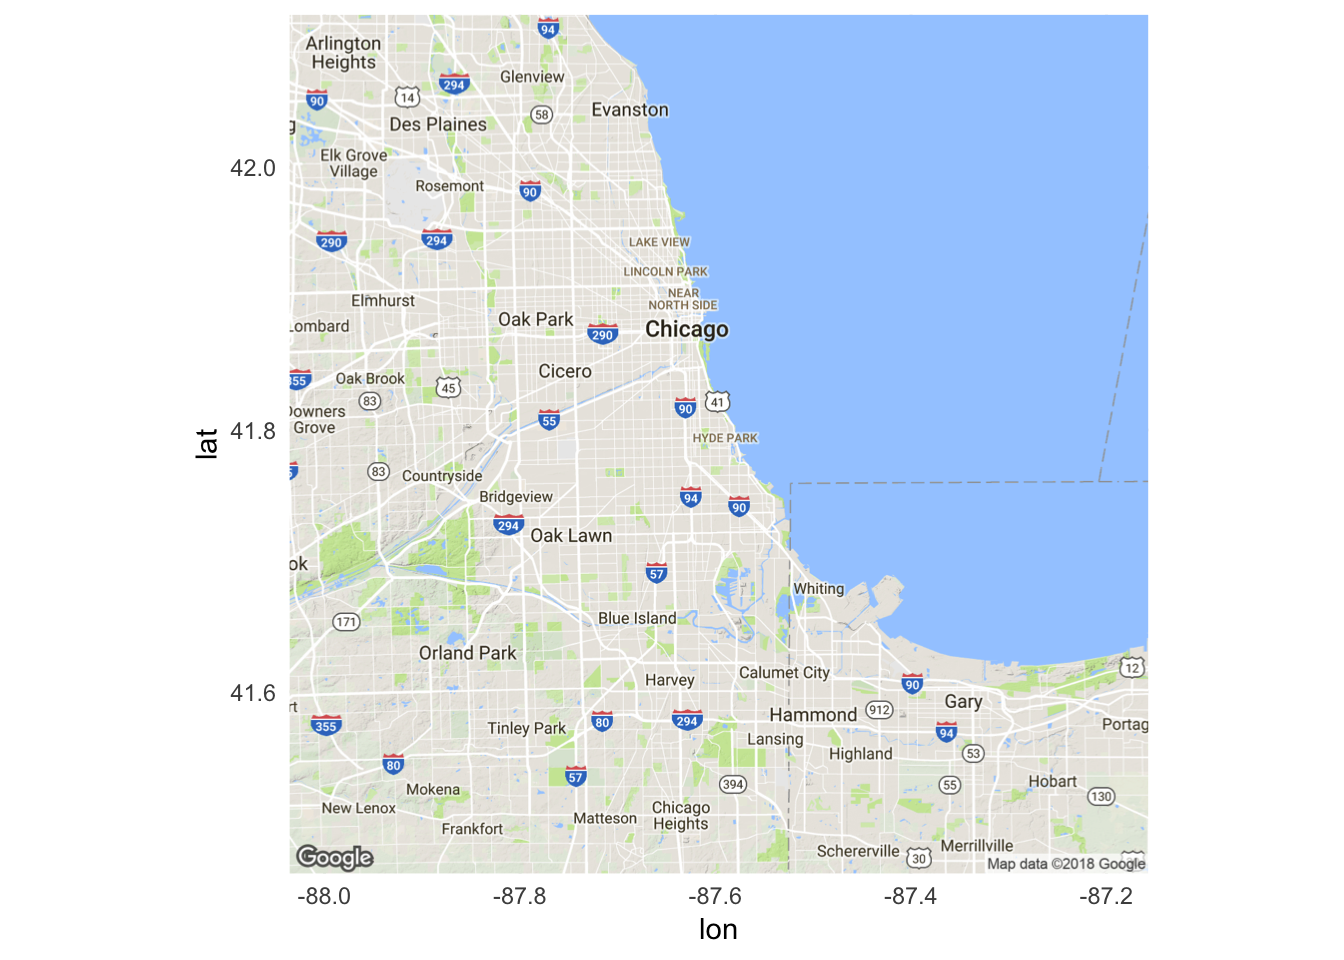 94
Arlington
Heights
Glenview
294
90
14
58
Evanston
Des Plaines
42.0
Elk Grove
Village
Rosemont
90
290
294
LAKE VIEW
LINCOLN PARK
NEAR
NORTH SIDE
Elmhurst
Lombard
Oak Park
290
Chicago
Cicero
355
Oak Brook
45
83
90
41
Downers
Grove
55
lat
41.8
HYDE PARK
83
Countryside
Bridgeview
94
90
294
Oak Lawn
ok
57
Whiting
171
Blue Island
Orland Park
Calumet City
12
Harvey
90
41.6
rt
912
Gary
Hammond
355
Tinley Park
80
294
Portag
94
Lansing
Highland
53
80
57
394
55
Hobart
130
Mokena
New Lenox
Chicago
Heights
Matteson
Frankfort
Schererville
30
Merrillville
Google
Map data ©2018 Google
-88.0
-87.8
-87.6
-87.4
-87.2
lon